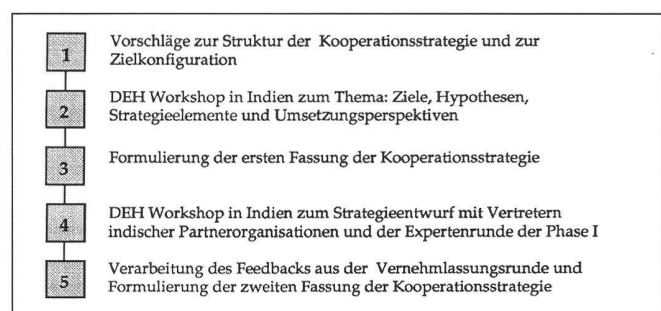 1 Vorschläge zur Struktur der Kooperationsstrategie und zur
Zielkonfiguration
2 DEH Workshop in Indien zum Thema: Ziele, Hypothesen,
Strategieelemente und Umsetzungsperspektiven
3 Formulierung der ersten Fassung der Kooperationsstrategie
4 DEH Workshop in Indien zum Strategieentwurf mit Vertretern
indischer Partnerorganisationen und der Expertenrunde der Phase I
5 Verarbeitung des Feedbacks aus der Vernehmlassungsrunde und
Formulierung der zweiten Fassung der Kooperationsstrategie